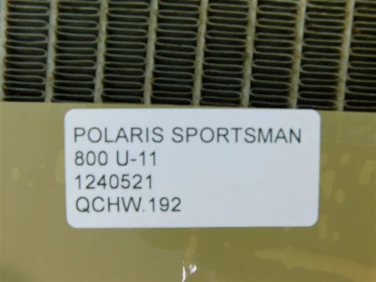 POLARIS SPORTSMAN
800 U-11
1240521
QCHW.192